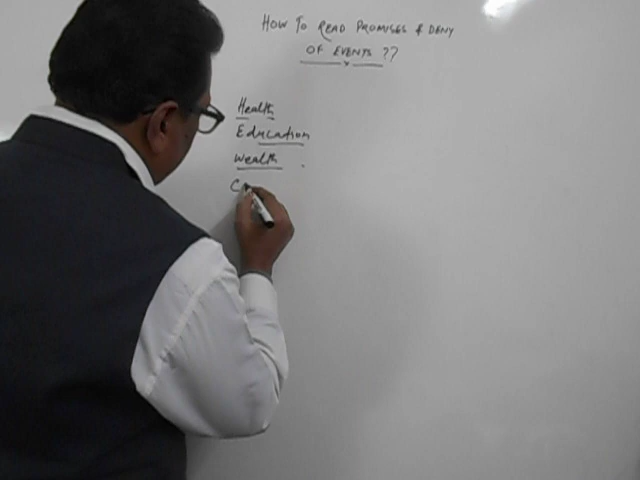 HOW TO READ PROMISES & DENY
OF EVENTS ??
Health
Education
Wealth
C